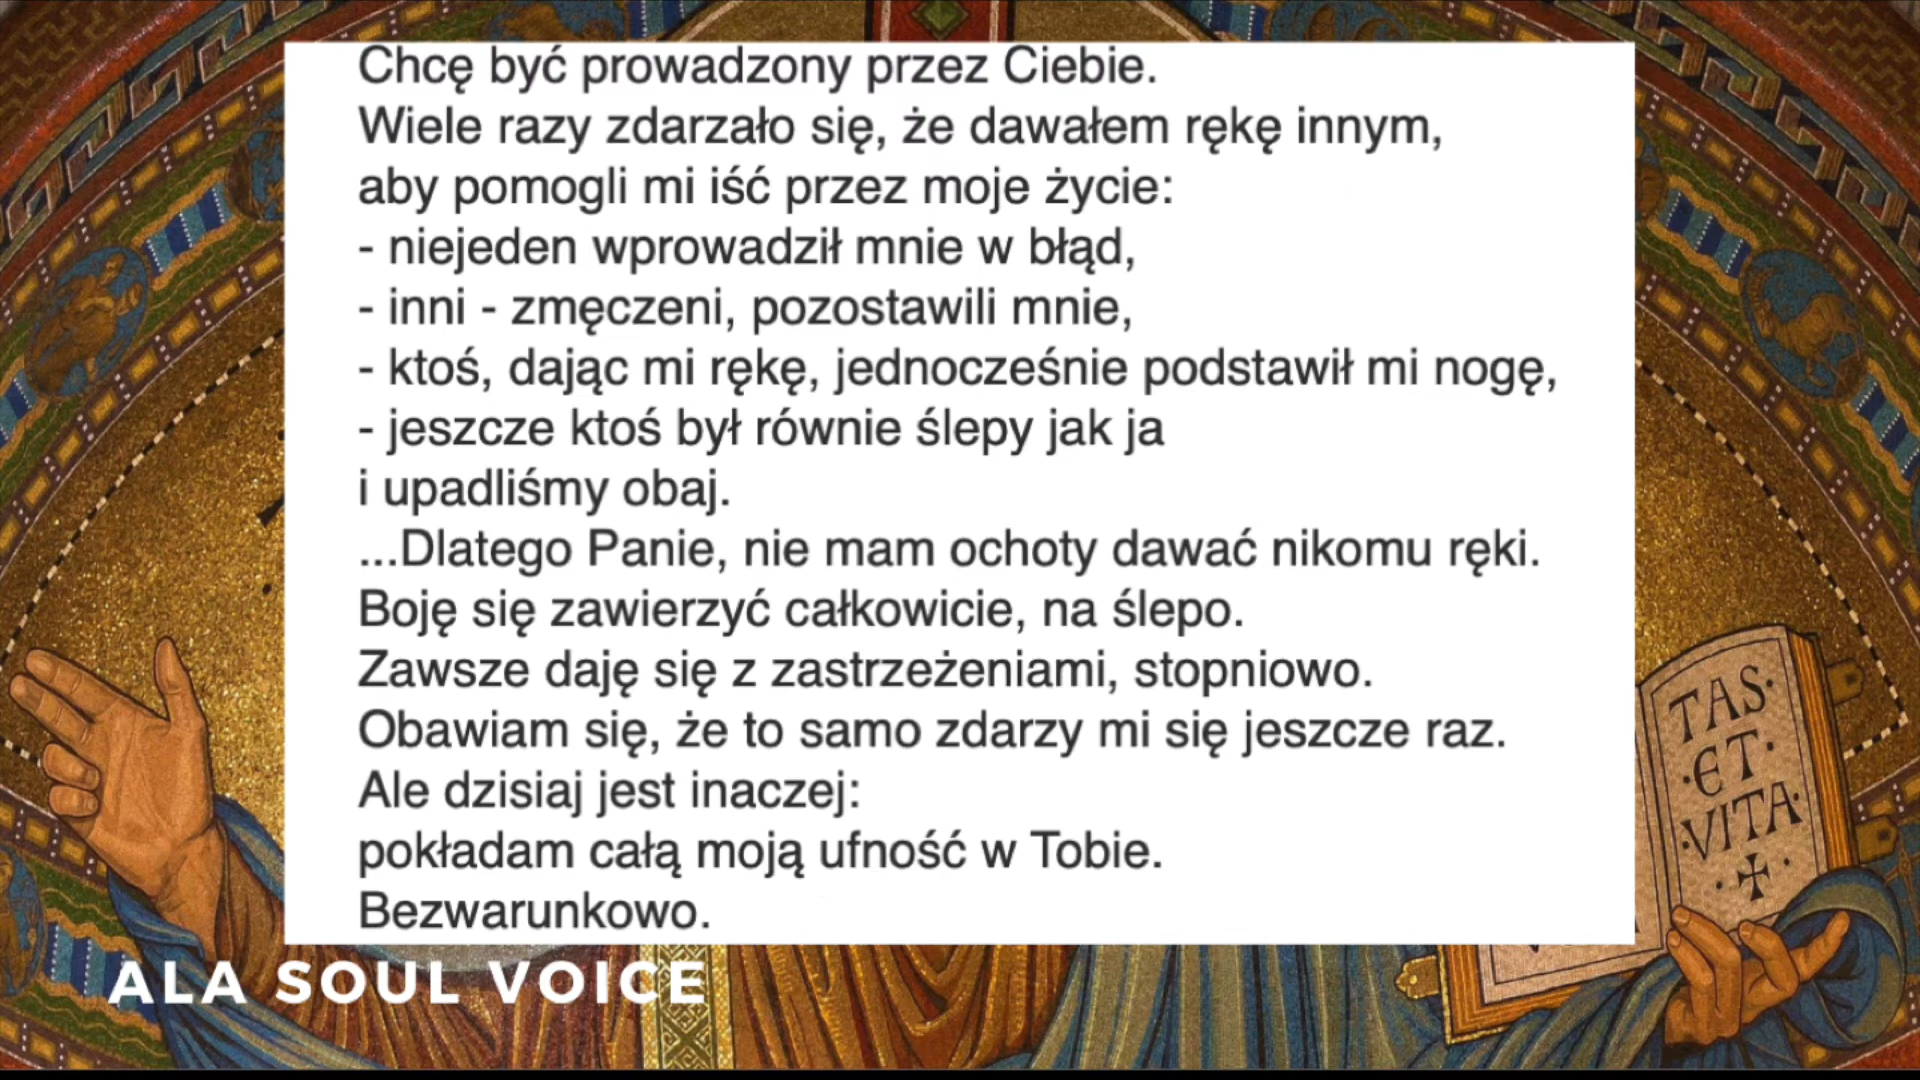 Chcę być prowadzony przez Ciebie.
Wiele razy zdarzało się, że dawałem rękę innym,
aby pomogli mi iść przez moje życie:
- niejeden wprowadził mnie w błąd,
- inni - zmęczeni, pozostawili mnie,
- ktoś, dając mi rękę, jednocześnie podstawił mi nogę,
- jeszcze ktoś był równie ślepy jak ja
i upadliśmy obaj.
...Dlatego Panie, nie mam ochoty dawać nikomu ręki.
Boję się zawierzyć całkowicie, na ślepo.
Zawsze daję się z zastrzeżeniami, stopniowo.
Obawiam się, że to samo zdarzy mi się jeszcze raz.
Ale dzisiaj jest inaczej:
pokładam całą moją ufność w Tobie.
Bezwarunkowo.
TAS·
·ET·
·VITA·
ALA SOUL VOICE